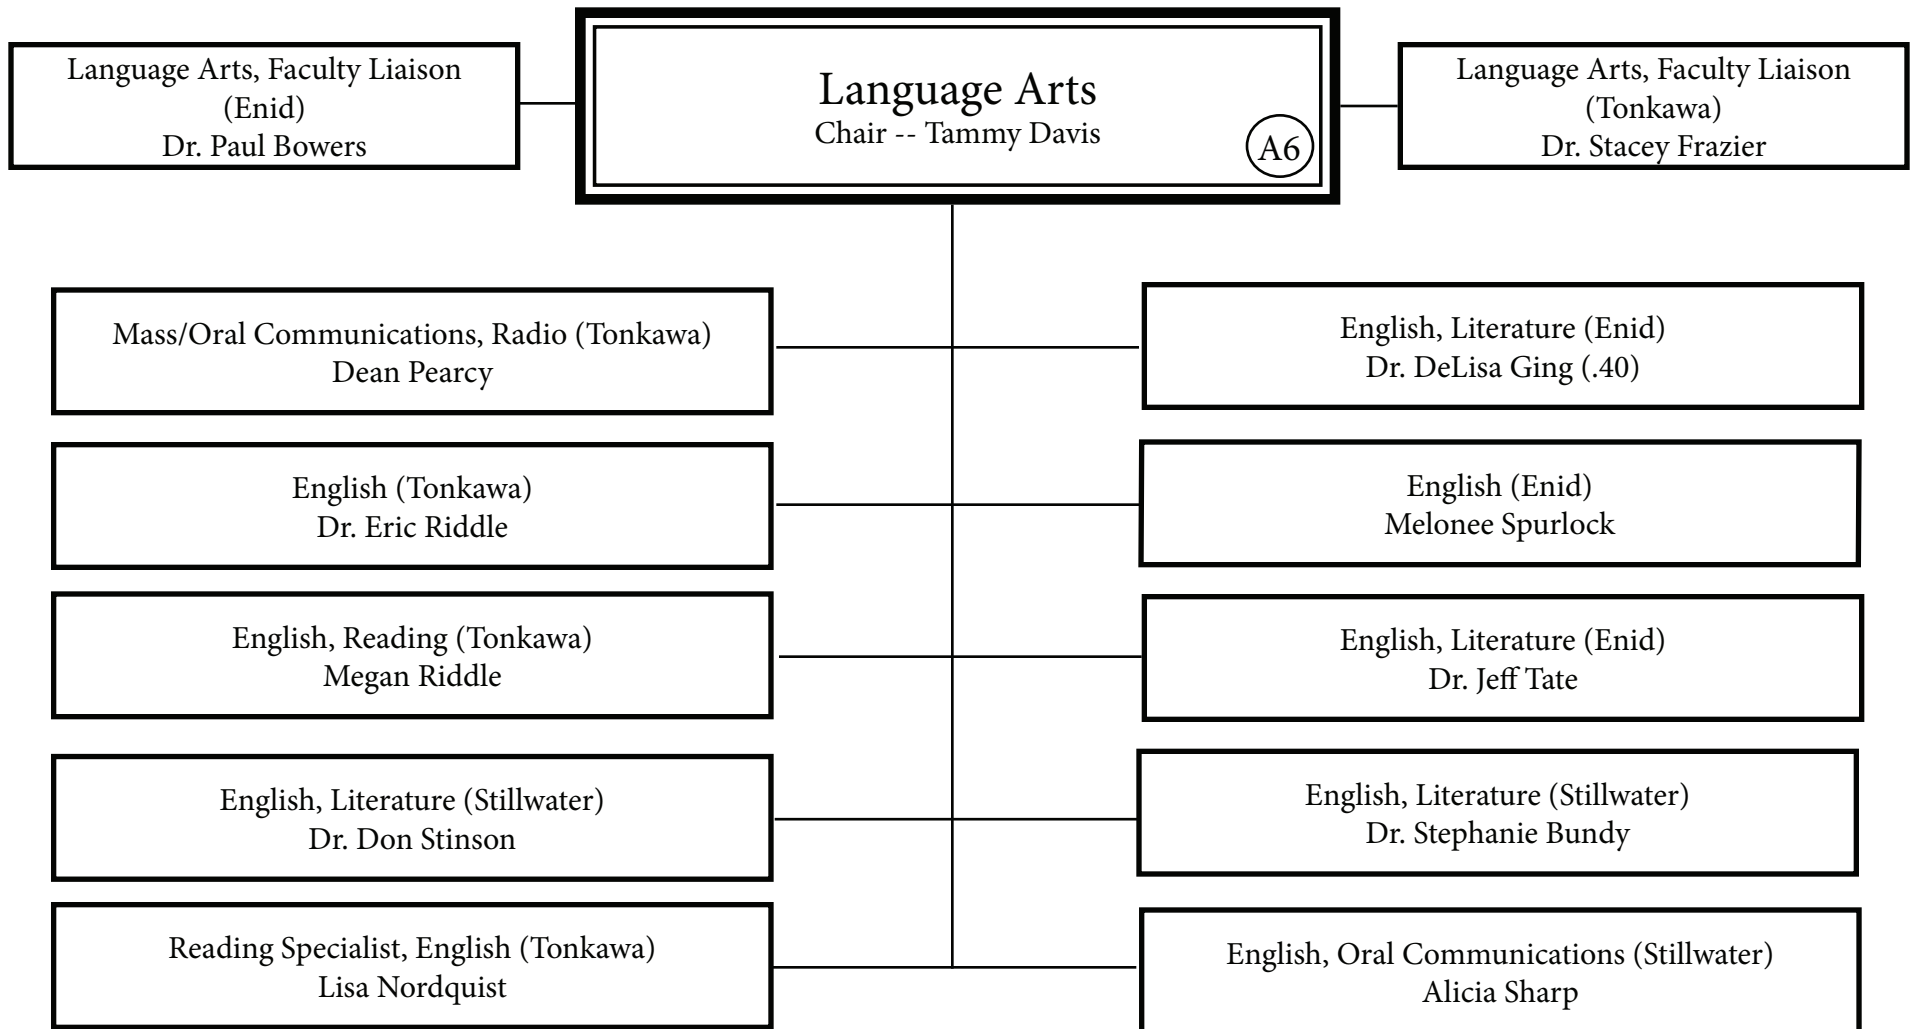 Language Arts, Faculty Liaison
(Enid)
Dr. Paul Bowers
Language Arts
Chair -- Tammy Davis
A6
Language Arts, Faculty Liaison
(Tonkawa)
Dr. Stacey Frazier
Mass/Oral Communications, Radio (Tonkawa)
Dean Pearcy
English, Literature (Enid)
Dr. DeLisa Ging (.40)
English (Tonkawa)
Dr. Eric Riddle
English (Enid)
Melonee Spurlock
English, Reading (Tonkawa)
Megan Riddle
English, Literature (Enid)
Dr. Jeff Tate
English, Literature (Stillwater)
Dr. Don Stinson
English, Literature (Stillwater)
Dr. Stephanie Bundy
Reading Specialist, English (Tonkawa)
Lisa Nordquist
English, Oral Communications (Stillwater)
Alicia Sharp